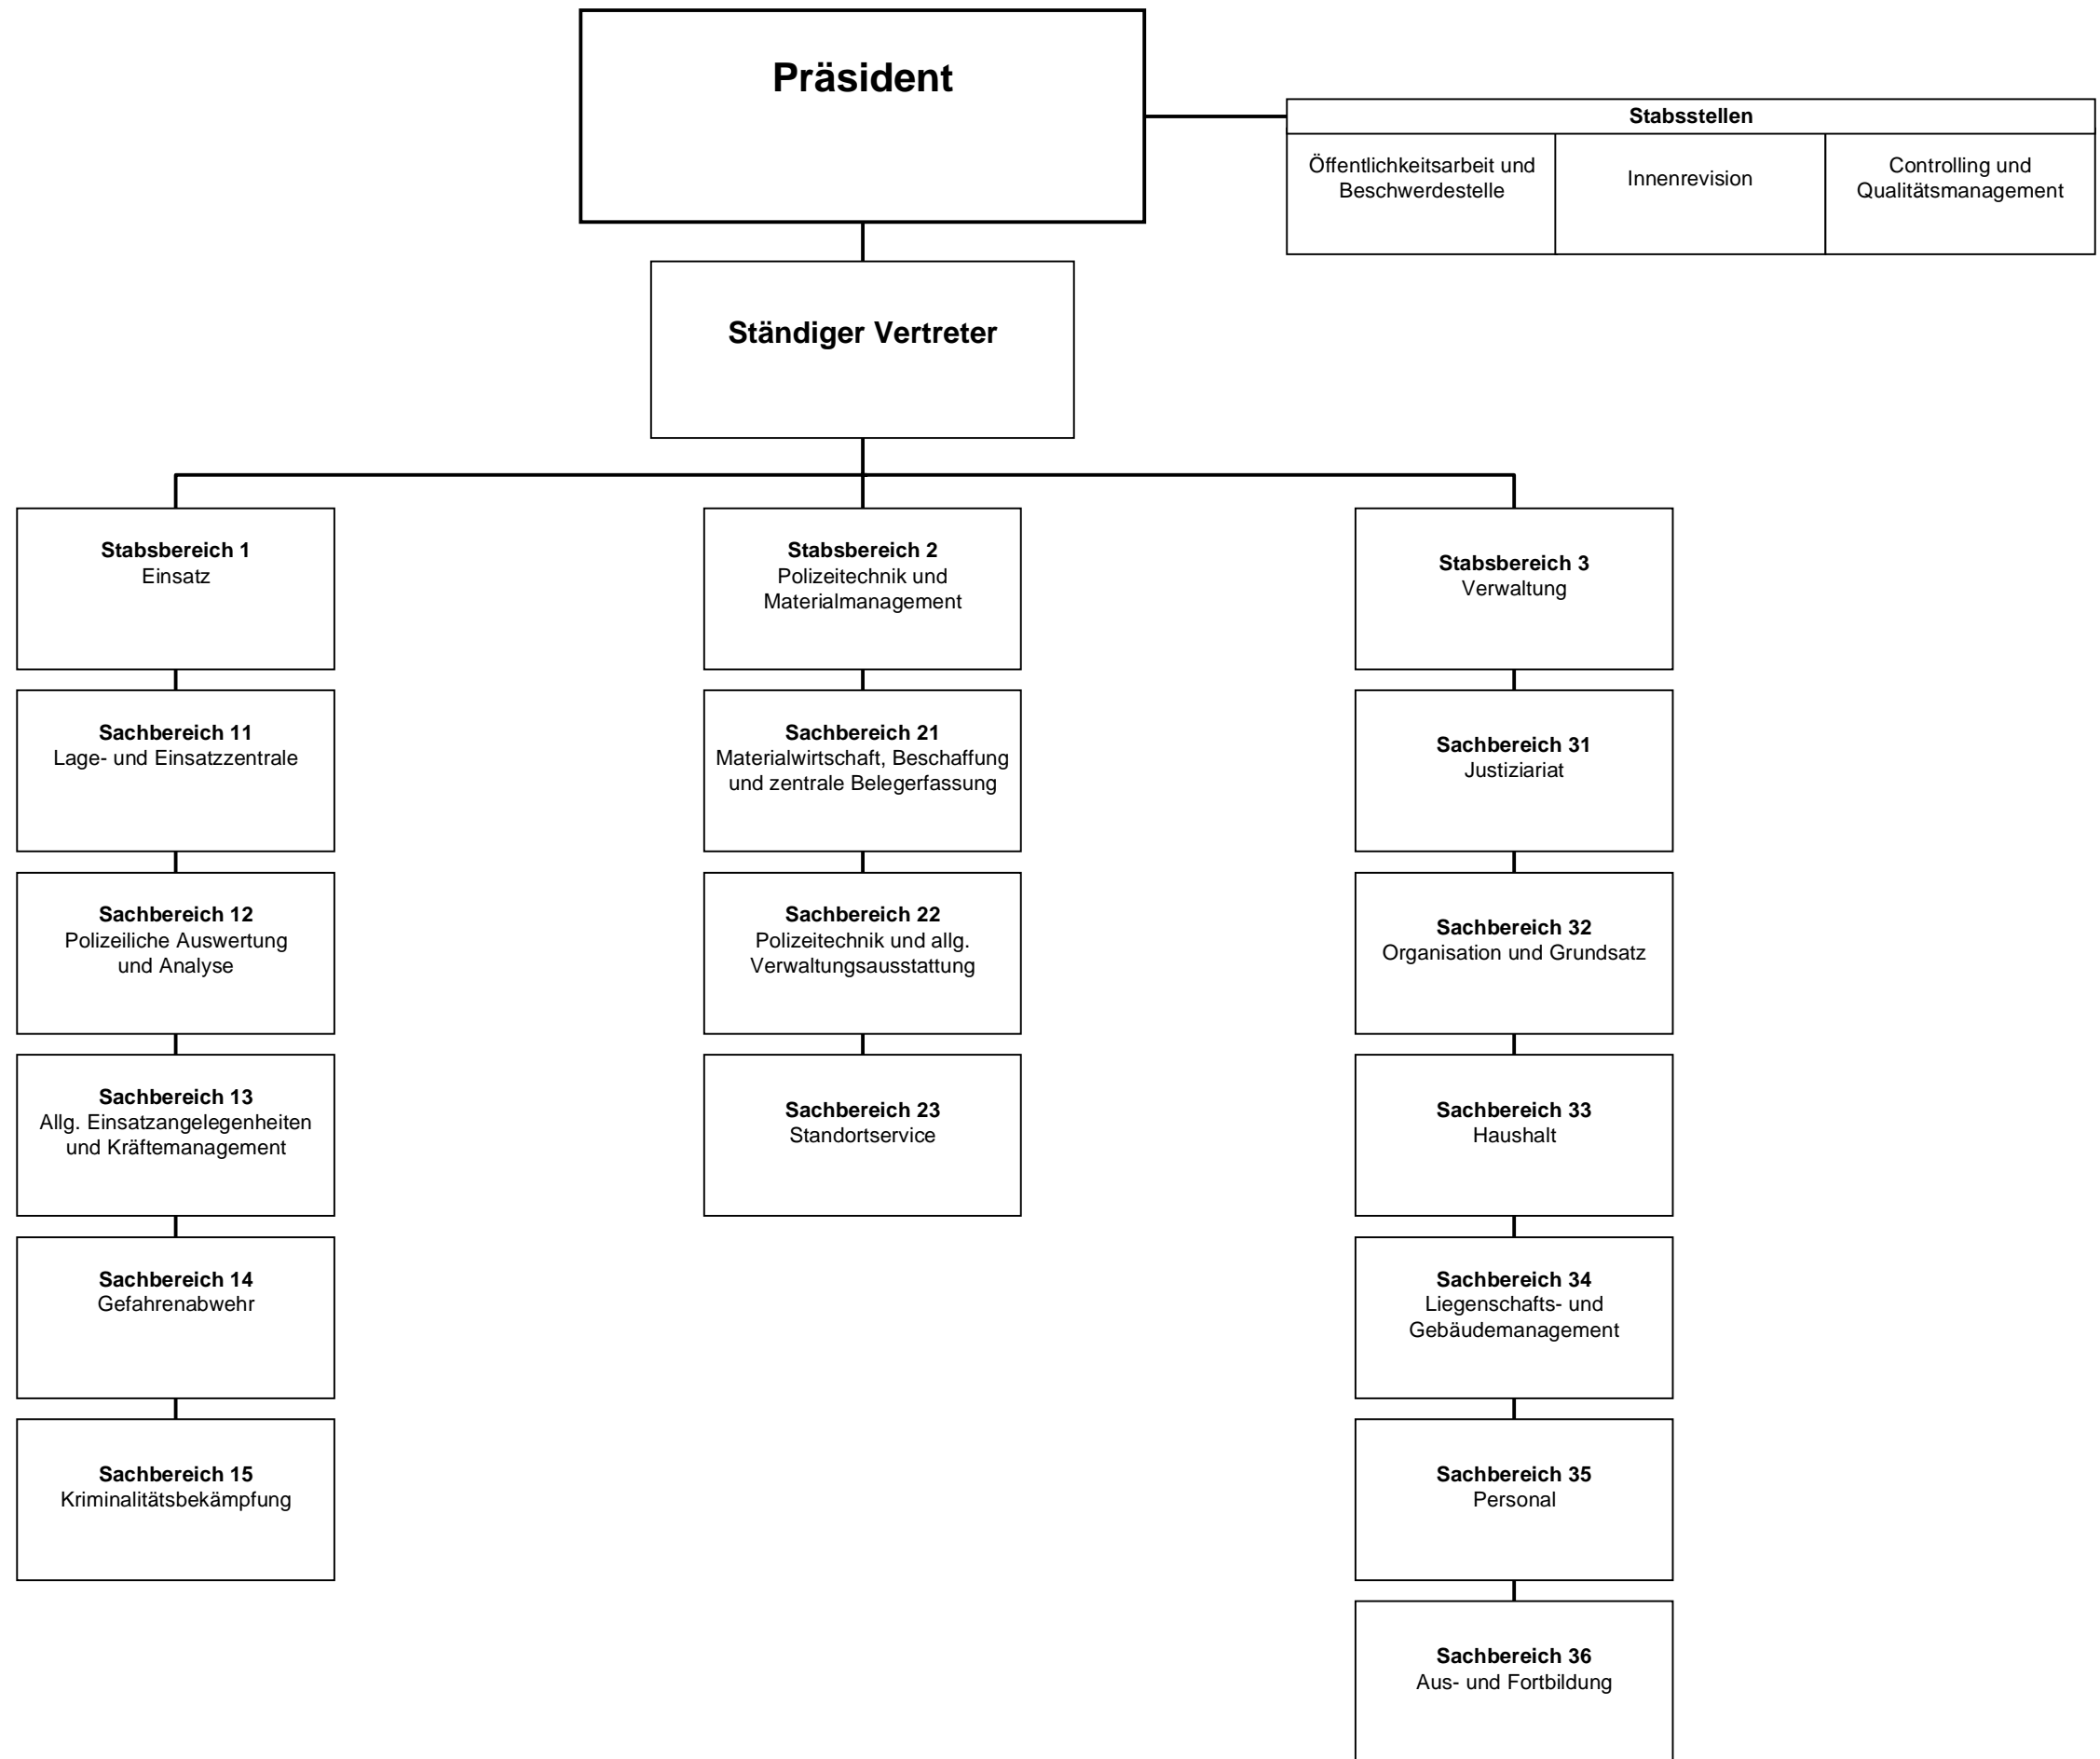 Präsident
Stabsstellen
Öffentlichkeitsarbeit und
Beschwerdestelle
Innenrevision
Controlling und
Qualitätsmanagement
Ständiger Vertreter
Stabsbereich 1
Einsatz
Stabsbereich 2
Polizeitechnik und
Materialmanagement
Stabsbereich 3
Verwaltung
Sachbereich 11
Lage- und Einsatzzentrale
Sachbereich 21
Materialwirtschaft, Beschaffung
und zentrale Belegerfassung
Sachbereich 31
Justiziariat
Sachbereich 12
Polizeiliche Auswertung
und Analyse
Sachbereich 22
Polizeitechnik und allg.
Verwaltungsausstattung
Sachbereich 32
Organisation und Grundsatz
Sachbereich 13
Allg. Einsatzangelegenheiten
und Kräftemanagement
Sachbereich 23
Standortservice
Sachbereich 33
Haushalt
Sachbereich 14
Gefahrenabwehr
Sachbereich 34
Liegenschafts- und
Gebäudemanagement
Sachbereich 15
Kriminalitätsbekämpfung
Sachbereich 35
Personal
Sachbereich 36
Aus- und Fortbildung